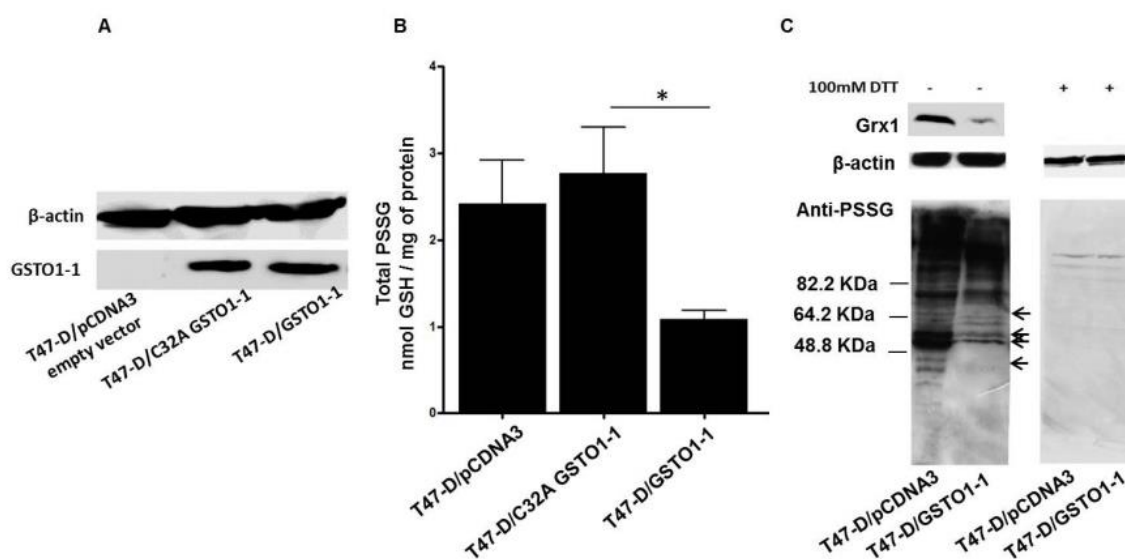 A
β-actin
GSTO1-1
T47-D/pCDNA3
empty vector
T47-D/C32A GSTO1-1
T47-D/GSTO1-1
B
Total PSSG
nmol GSH / mg of protein
4
3
2
1
0
*
T47-D/pCDNA3
T47-D/C32A GSTO1-1
T47-D/GSTO1-1
C
100mM DTT - - + +
Grx1
β-actin
Anti-PSSG
82.2 KDa
64.2 KDa
48.8 KDa
T47-D/pCDNA3
T47-D/GSTO1-1
T47-D/pCDNA3
T47-D/GSTO1-1